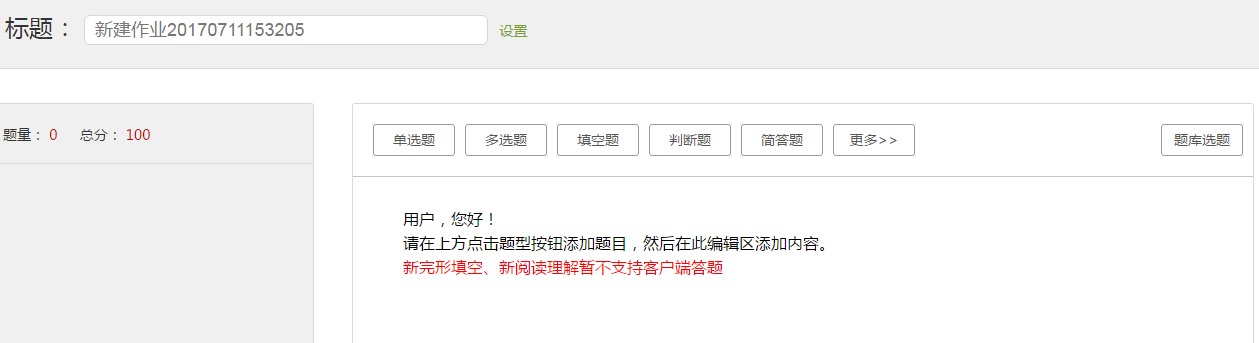 标题： 新建作业20170711153205 设置
题量： 0 总分： 100
单选题 多选题 填空题 判断题 简答题 更多>> 题库选题
用户，您好！
请在上方点击题型按钮添加题目，然后在此编辑区添加内容。
新完形填空、新阅读理解暂不支持客户端答题